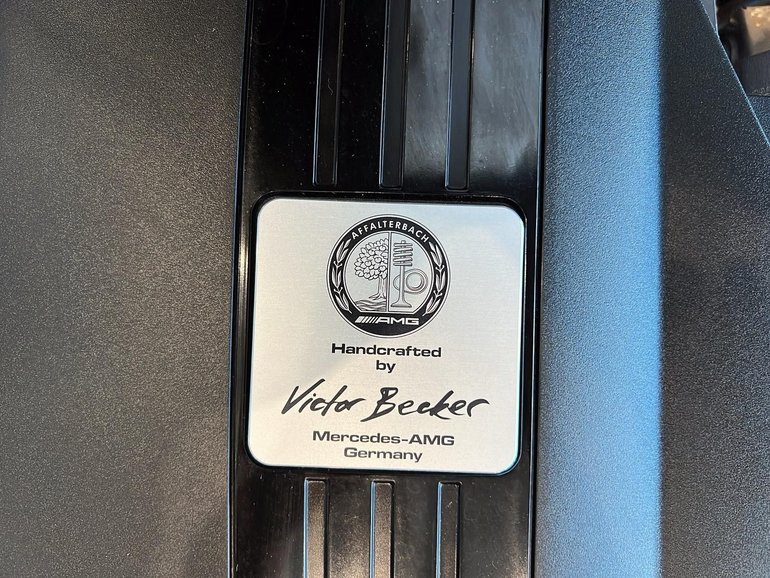 AFFALTERBACH
AMG
Handcrafted
by
Victor Becker
Mercedes-AMG
Germany